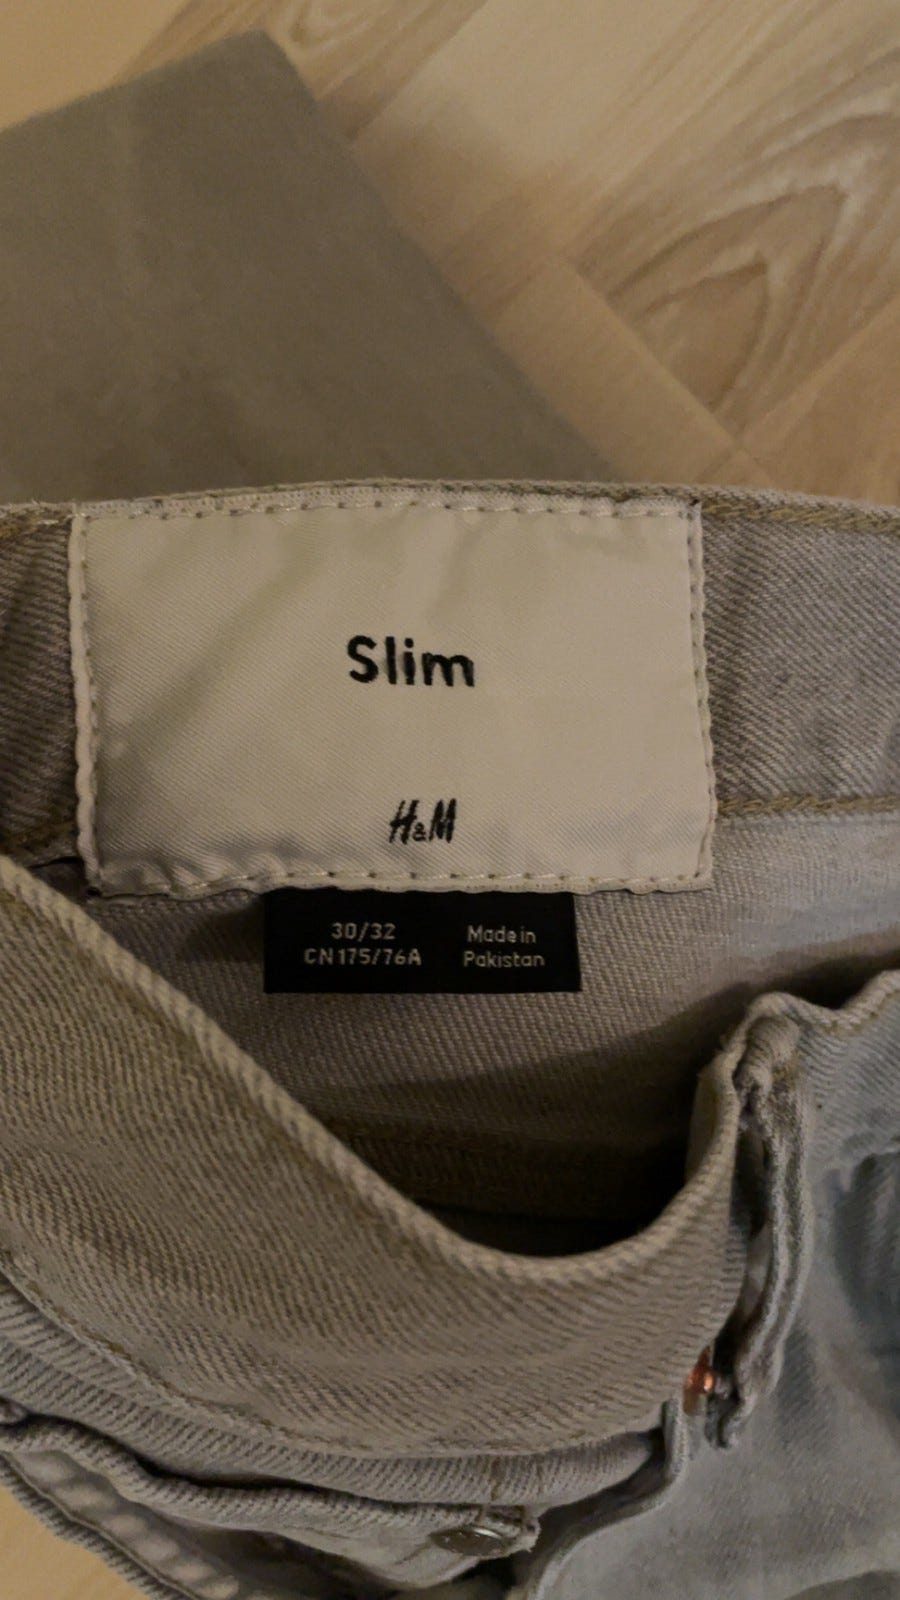 Slim
H&M
30/32
CN175/76A
Made in
Pakistan